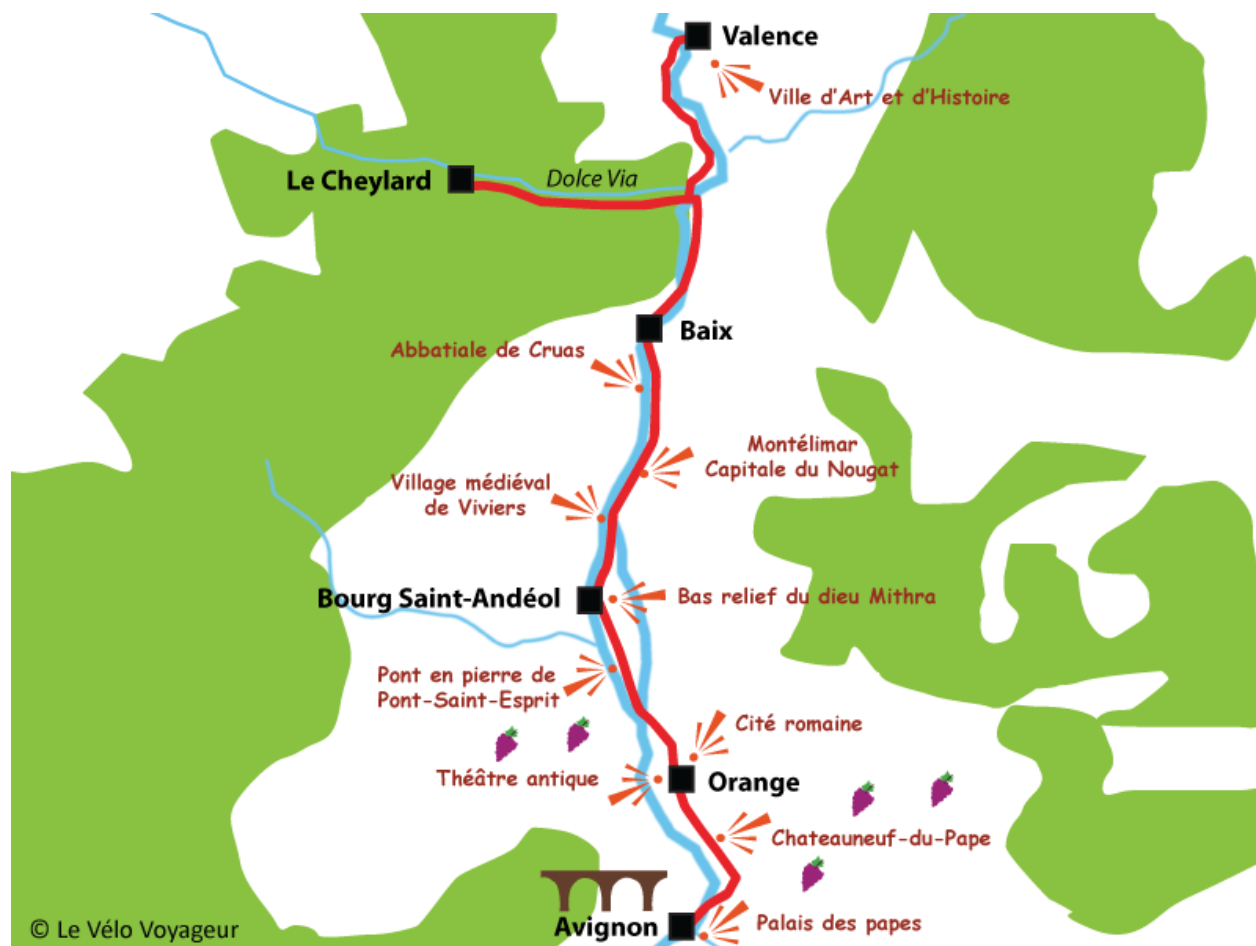 Valence
Ville d'Art et d'Histoire
Le Cheylard
Dolce Via
Baix
Abbatiale de Cruas
Montélimar
Capitale du Nougat
Village médiéval
de Viviers
Bourg Saint-Andéol
Bas relief du dieu Mithra
Pont en pierre de
Pont-Saint-Esprit
Cité romaine
Théâtre antique
Orange
Chateauneuf-du-Pape
Avignon
Palais des papes
© Le Vélo Voyageur